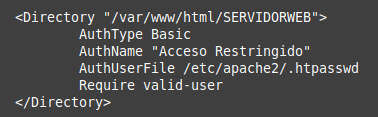 <Directory "/var/www/html/SERVIDORWEB">
        AuthType Basic
        AuthName "Acceso Restringido"
        AuthUserFile /etc/apache2/.htpasswd
        Require valid-user
</Directory>